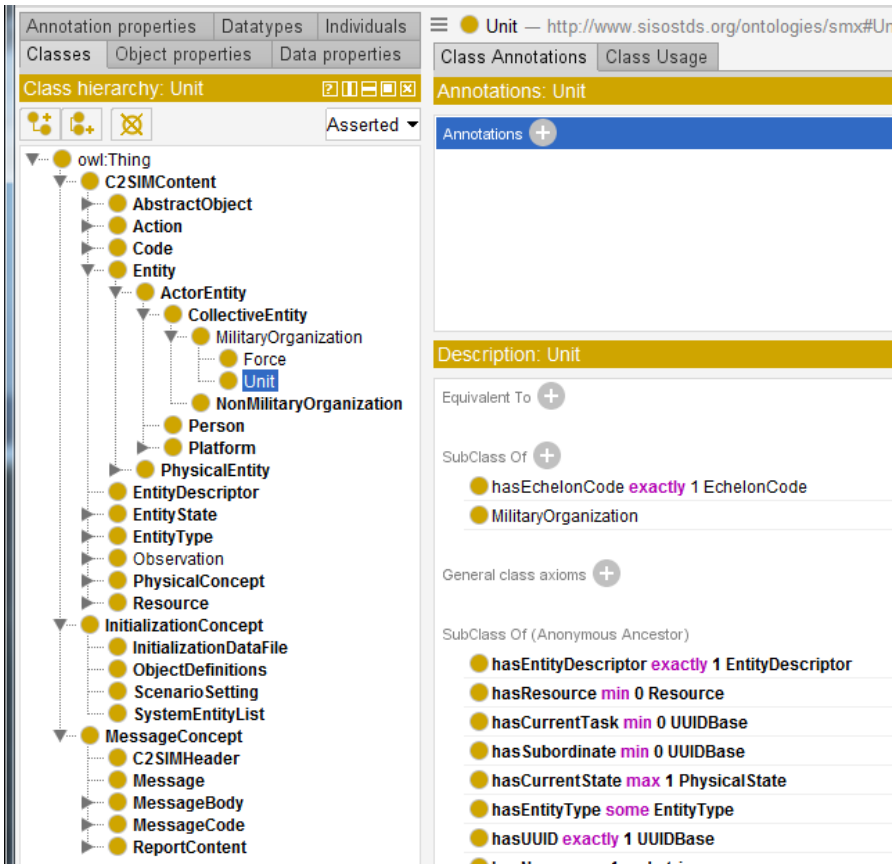 Annotation properties Datatypes Individuals
Classes Object properties Data properties
Class hierarchy: Unit
Asserted
owl:Thing
C2SIMContent
AbstractObject
Action
Code
Entity
ActorEntity
CollectiveEntity
MilitaryOrganization
Force
Unit
NonMilitaryOrganization
Person
Platform
PhysicalEntity
EntityDescriptor
EntityState
EntityType
Observation
PhysicalConcept
Resource
InitializationConcept
InitializationDataFile
ObjectDefinitions
ScenarioSetting
SystemEntityList
MessageConcept
C2SIMHeader
Message
MessageBody
MessageCode
ReportContent
Unit — http://www.sisostds.org/ontologies/smx#Un
Class Annotations Class Usage
Annotations: Unit
Annotations
Description: Unit
Equivalent To
SubClass Of
hasEchelonCode exactly 1 EchelonCode
MilitaryOrganization
General class axioms
SubClass Of (Anonymous Ancestor)
hasEntityDescriptor exactly 1 EntityDescriptor
hasResource min 0 Resource
hasCurrentTask min 0 UUIDBase
hasSubordinate min 0 UUIDBase
hasCurrentState max 1 PhysicalState
hasEntityType some EntityType
hasUUID exactly 1 UUIDBase